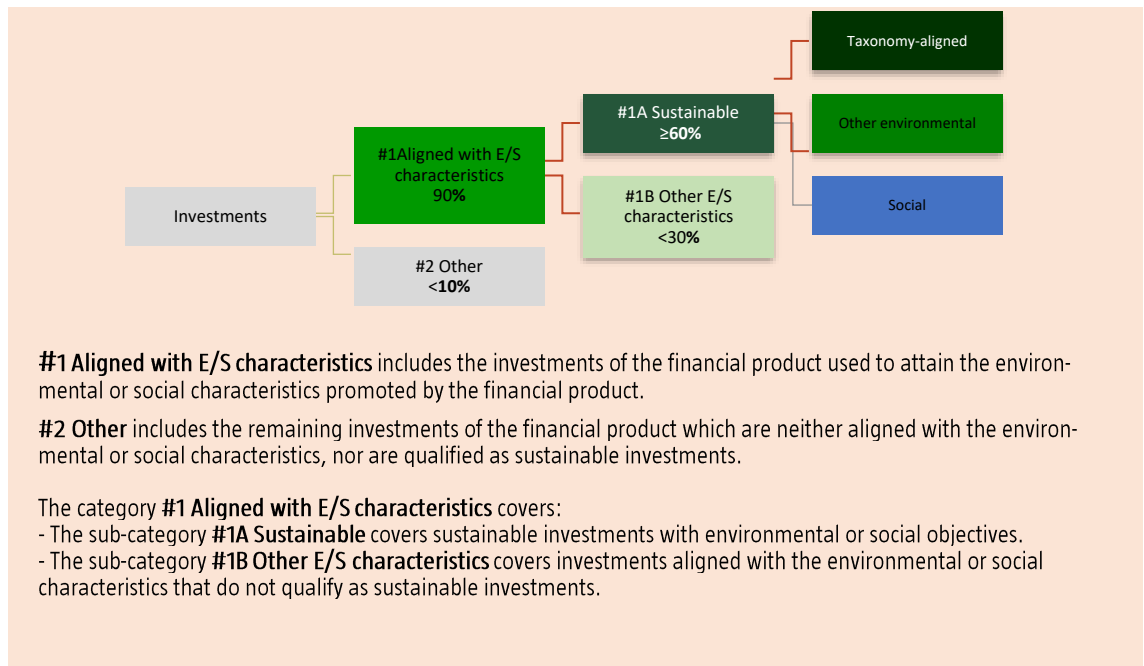 Taxonomy-aligned
#1A Sustainable
≥60%
Other environmental
#1Aligned with E/S
characteristics
90%
#1B Other E/S
characteristics
<30%
Investments
Social
#2 Other
<10%
#1 Aligned with E/S characteristics includes the investments of the financial product used to attain the environ-
mental or social characteristics promoted by the financial product.
#2 Other includes the remaining investments of the financial product which are neither aligned with the environ-
mental or social characteristics, nor are qualified as sustainable investments.
The category #1 Aligned with E/S characteristics covers:
- The sub-category #1A Sustainable covers sustainable investments with environmental or social objectives.
- The sub-category #1B Other E/S characteristics covers investments aligned with the environmental or social
characteristics that do not qualify as sustainable investments.